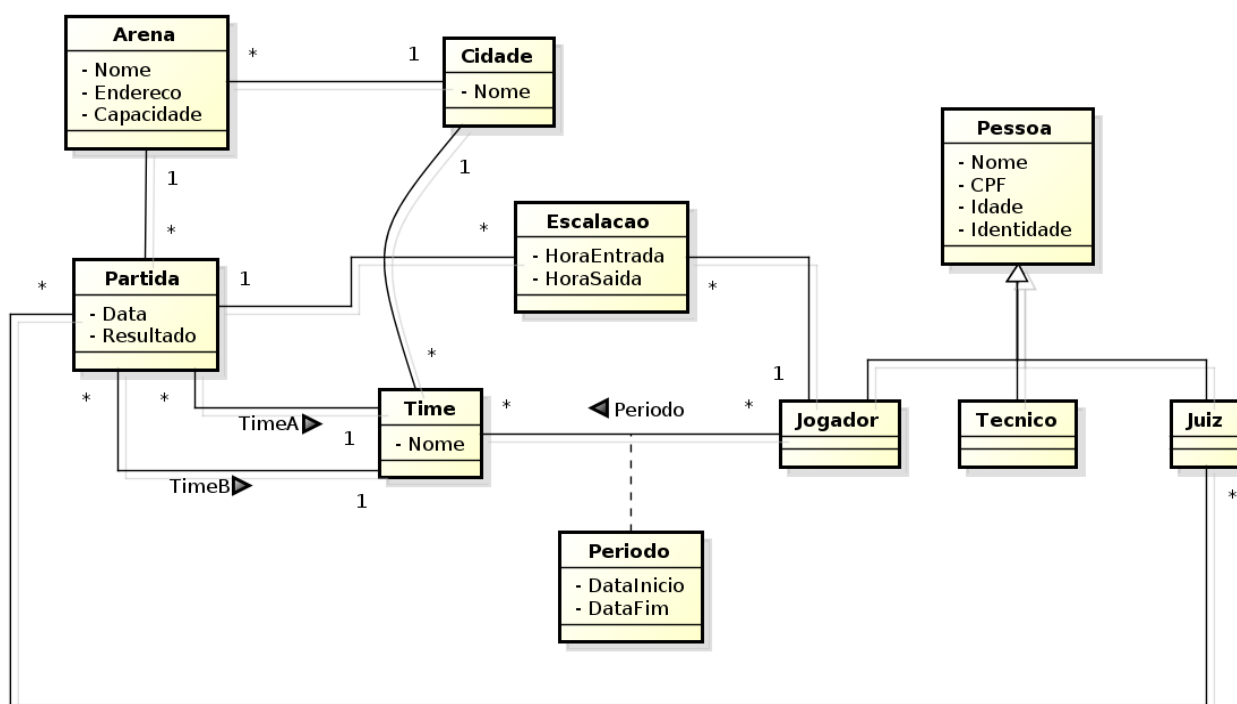 Arena
- Nome
- Endereco
- Capacidade
*
1
Cidade
- Nome
1
*
1
*
Pessoa
- Nome
- CPF
- Idade
- Identidade
Escalacao
- HoraEntrada
- HoraSaida
*
*
1
Partida
- Data
- Resultado
*
1
*
*
TimeA
1
TimeB
1
*
Time
- Nome
*
Periodo
*
Jogador
Tecnico
Juiz
*
Periodo
- DataInicio
- DataFim